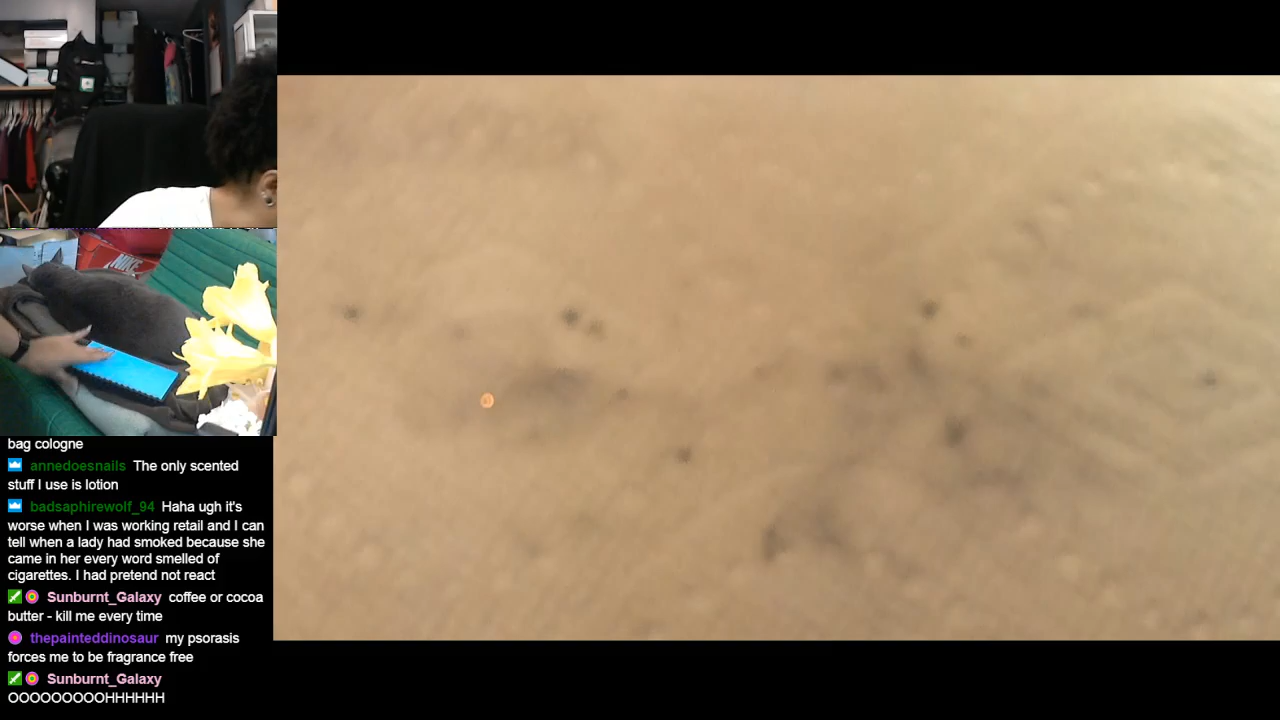 NIKE
bag cologne
annedoesnails The only scented
stuff I use is lotion
badsaphirewolf_94 Haha ugh it's
worse when I was working retail and I can
tell when a lady had smoked because she
came in her every word smelled of
cigarettes. I had pretend not react
Sunburnt_Galaxy coffee or cocoa
butter - kill me every time
thepainteddinosaur my psorasis
forces me to be fragrance free
Sunburnt_Galaxy
OOOOOOOOOHHHHHH